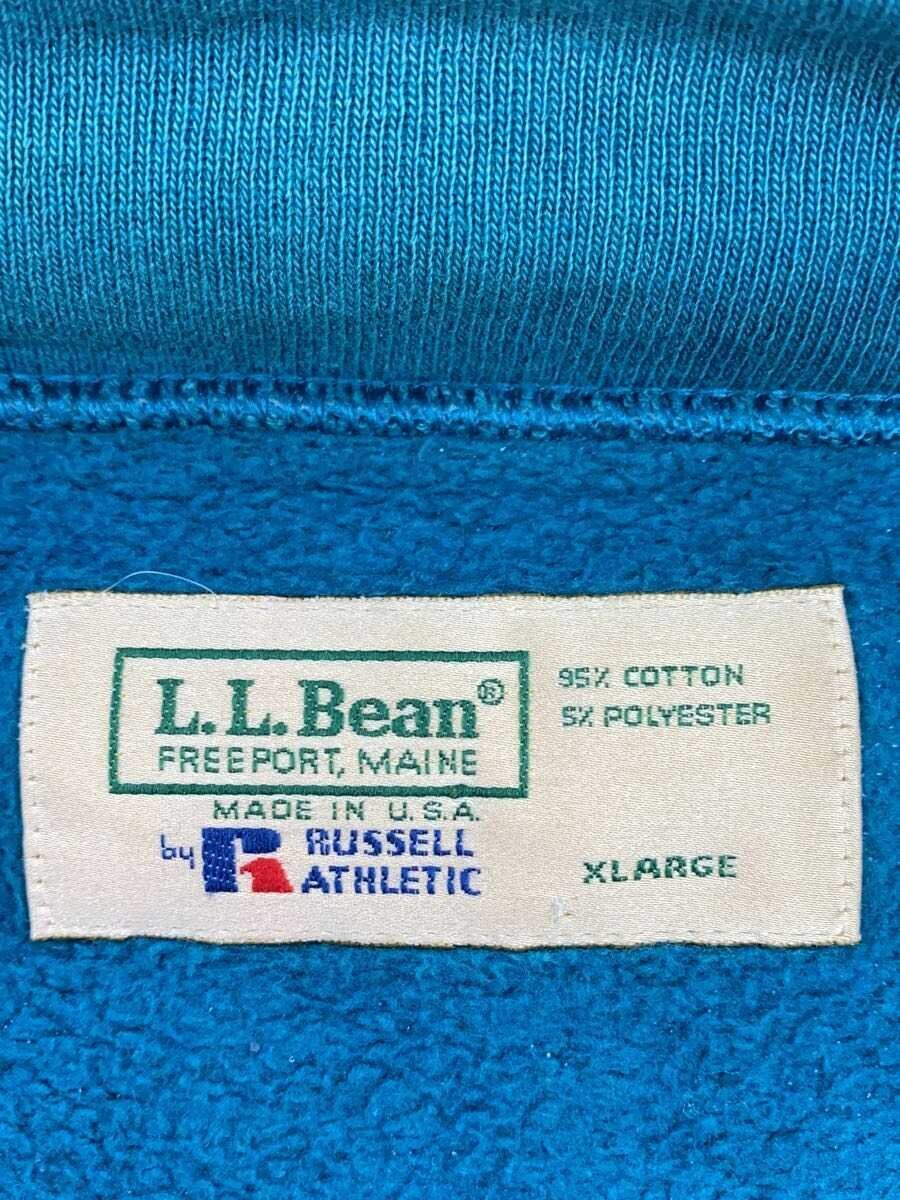 L.L.Bean®
FREEPORT, MAINE
MADE IN U.S.A.
by R RUSSELL
ATHLETIC
95% COTTON
5% POLYESTER
XLARGE